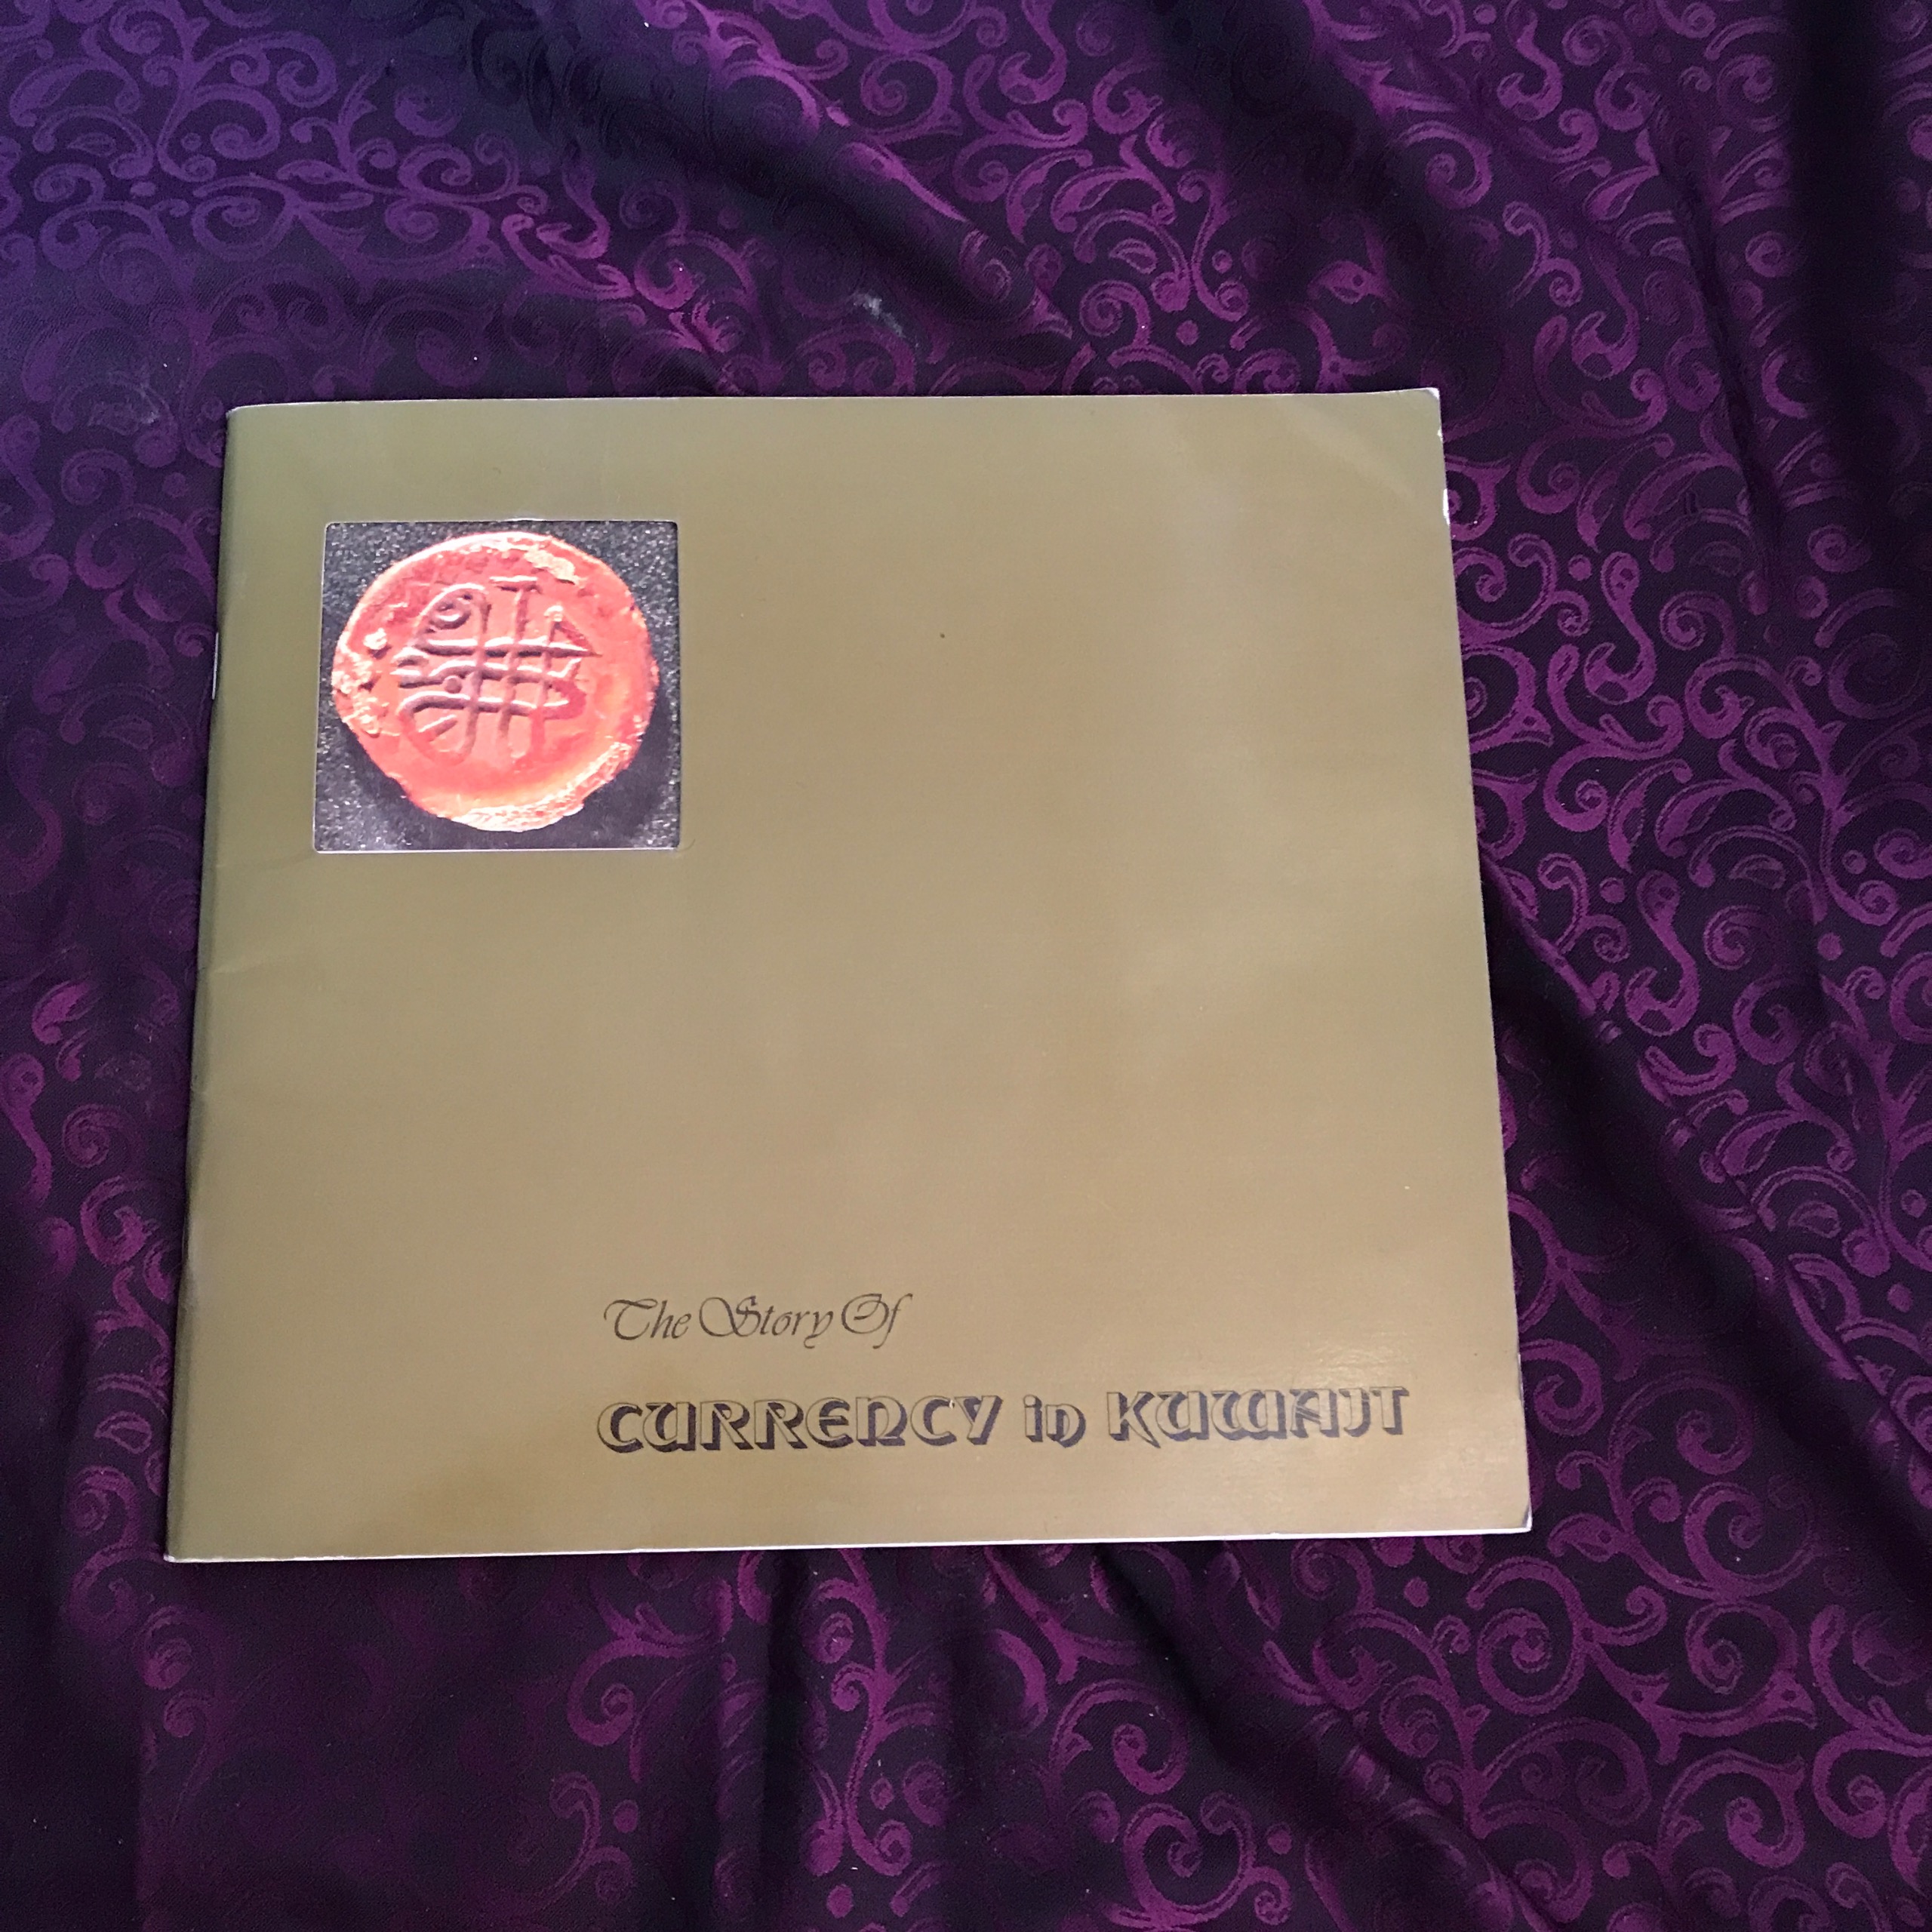 The Story Of
CURRENCY in KUWAIT